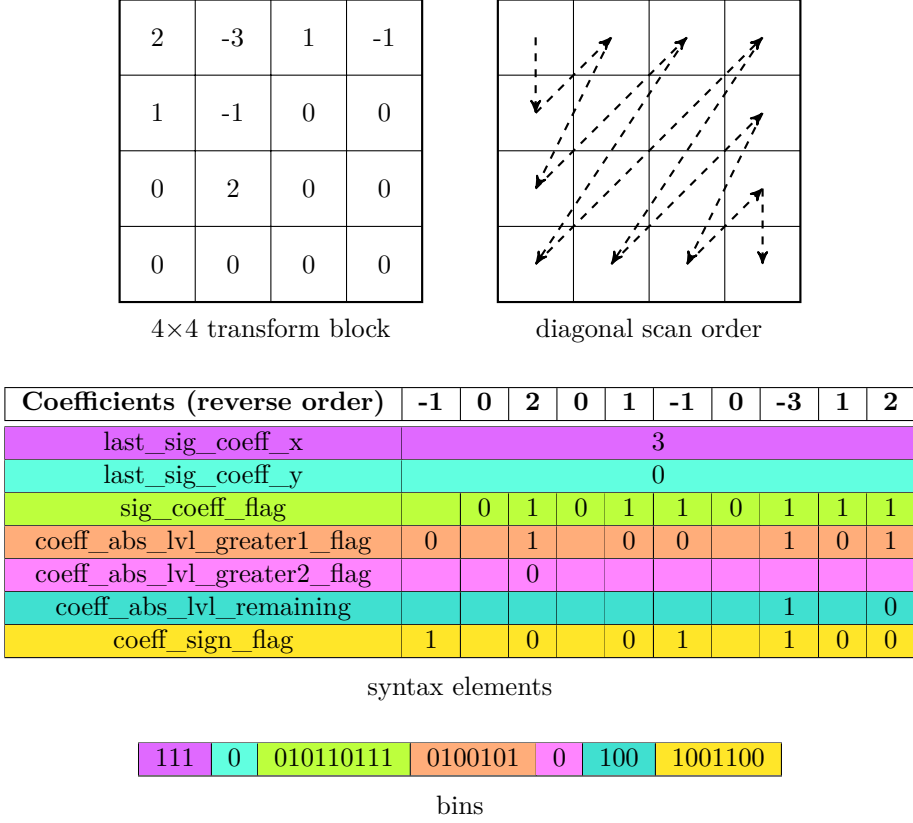 2 -3 1 -1
1 -1 0 0
0 2 0 0
0 0 0 0
4×4 transform block
diagonal scan order
Coefficients (reverse order) -1 0 2 0 1 -1 0 -3 1 2
last_sig_coeff_x 3
last_sig_coeff_y 0
sig_coeff_flag 0 1 0 1 1 0 1 1 1
coeff_abs_lvl_greater1_flag 0 1 0 0 1 0 1
coeff_abs_lvl_greater2_flag 0
coeff_abs_lvl_remaining 1 0
coeff_sign_flag 1 0 0 1 1 0 0
syntax elements
111 0 010110111 0100101 0 100 1001100
bins